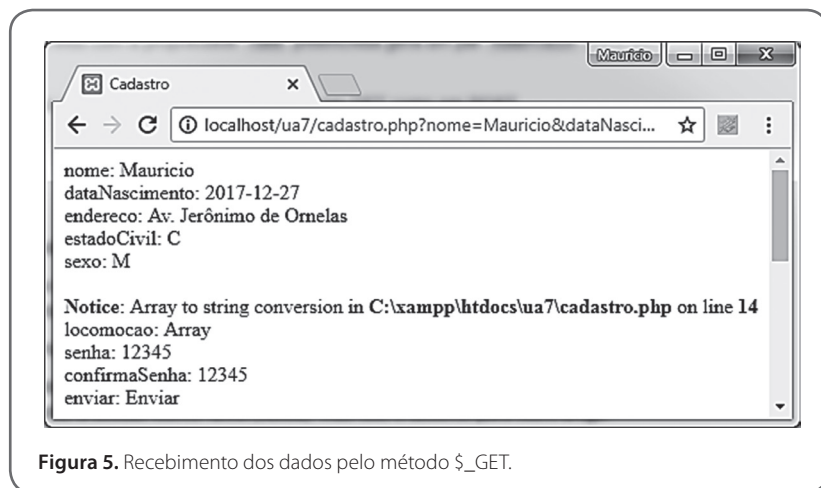 Mauricio
Cadastro
localhost/ua7/cadastro.php?nome=Mauricio&dataNasci...
nome: Mauricio
dataNascimento: 2017-12-27
endereco: Av. Jerônimo de Ornelas
estadoCivil: C
sexo: M
Notice: Array to string conversion in C:\xampp\htdocs\ua7\cadastro.php on line 14
locomocao: Array
senha: 12345
confirmaSenha: 12345
enviar: Enviar
Figura 5. Recebimento dos dados pelo método $_GET.